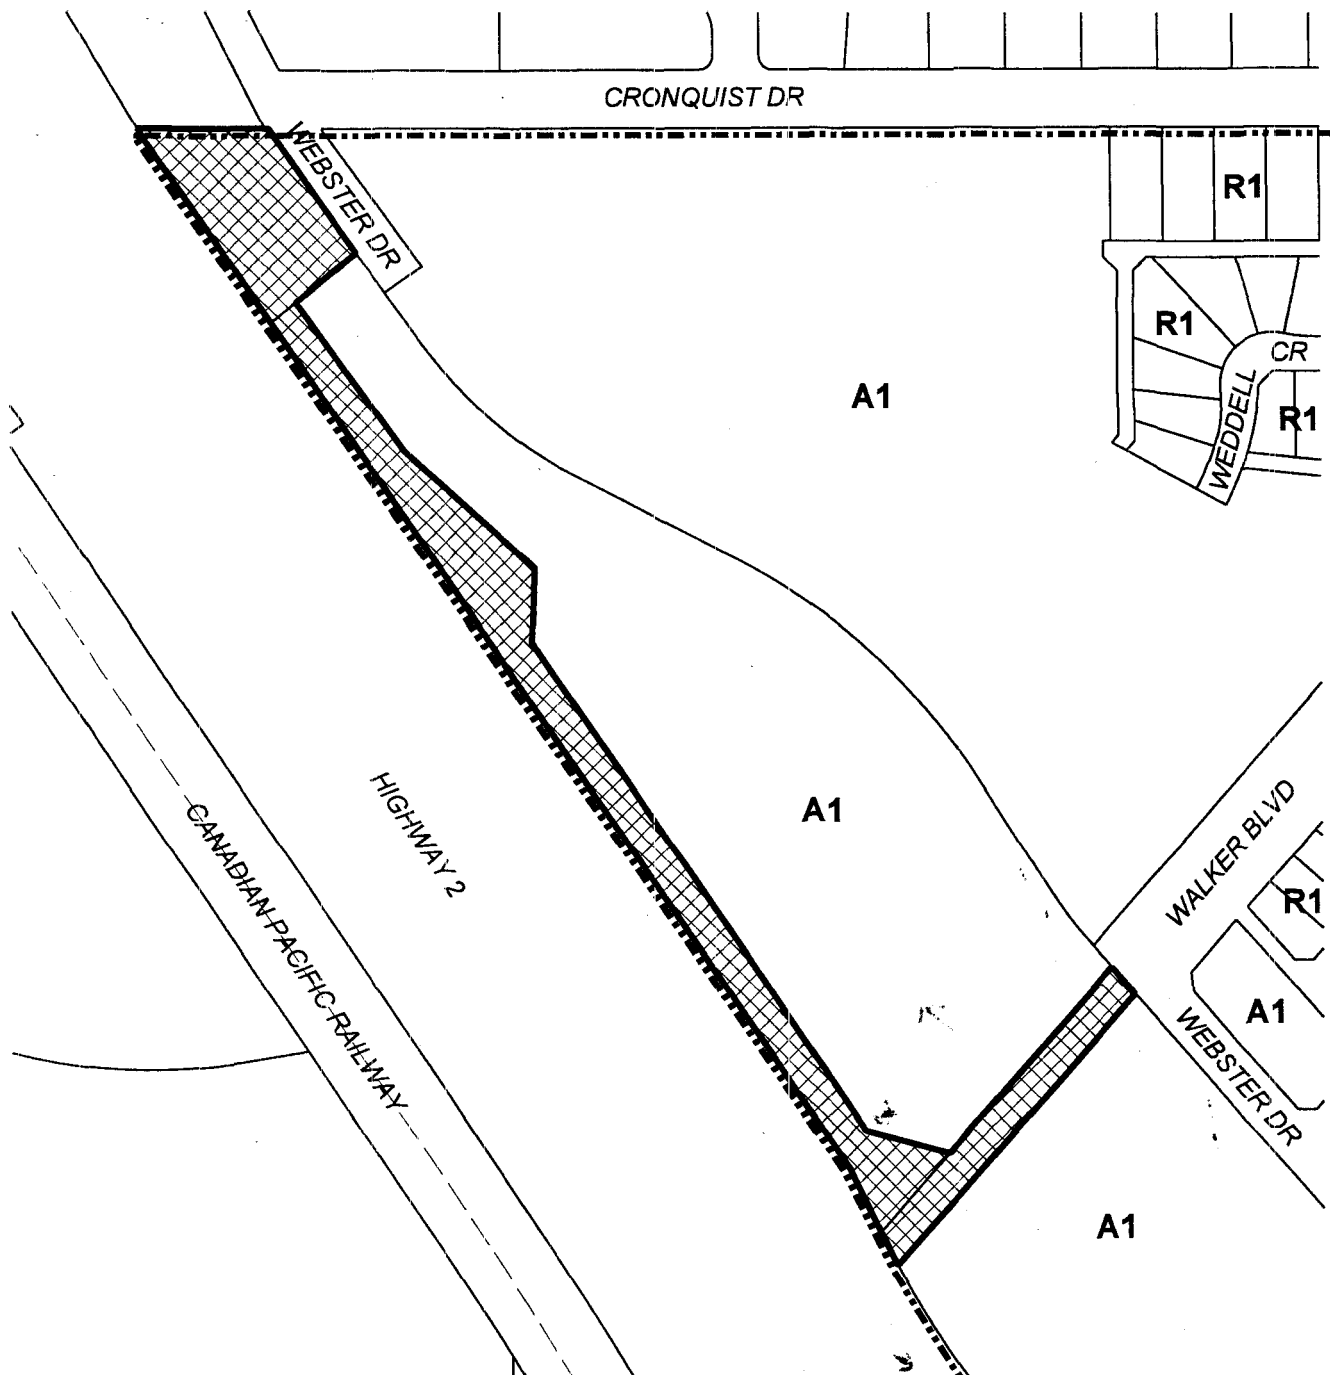 CRONQUIST DR
WEBSTER DR
R1
R1
CR
WEDDELL
R1
A1
HIGHWAY 2
CANADIAN PACIFIC RAILWAY
A1
WALKER BLVD
R1
A1
WEBSTER DR
A1